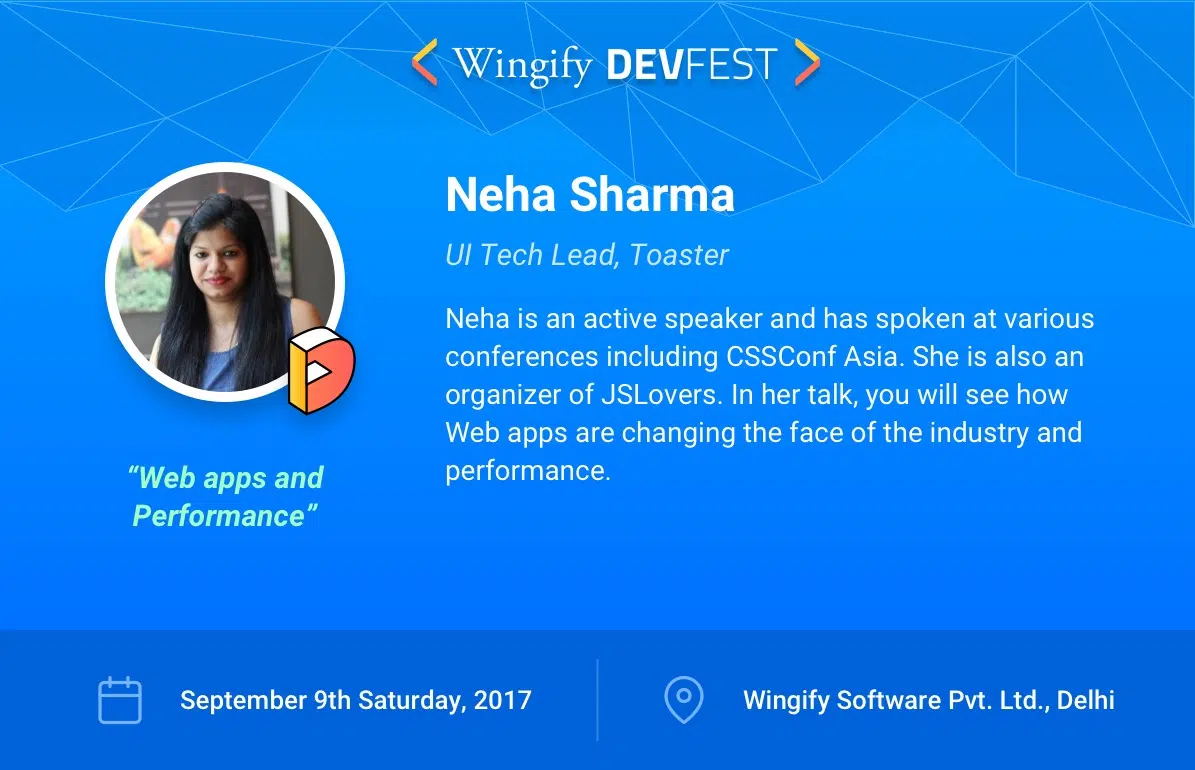 Wingify DEVFEST
Neha Sharma
UI Tech Lead, Toaster
Neha is an active speaker and has spoken at various
conferences including CSSConf Asia. She is also an
organizer of JSLovers. In her talk, you will see how
Web apps are changing the face of the industry and
performance.
“Web apps and
Performance”
September 9th Saturday, 2017
Wingify Software Pvt. Ltd., Delhi